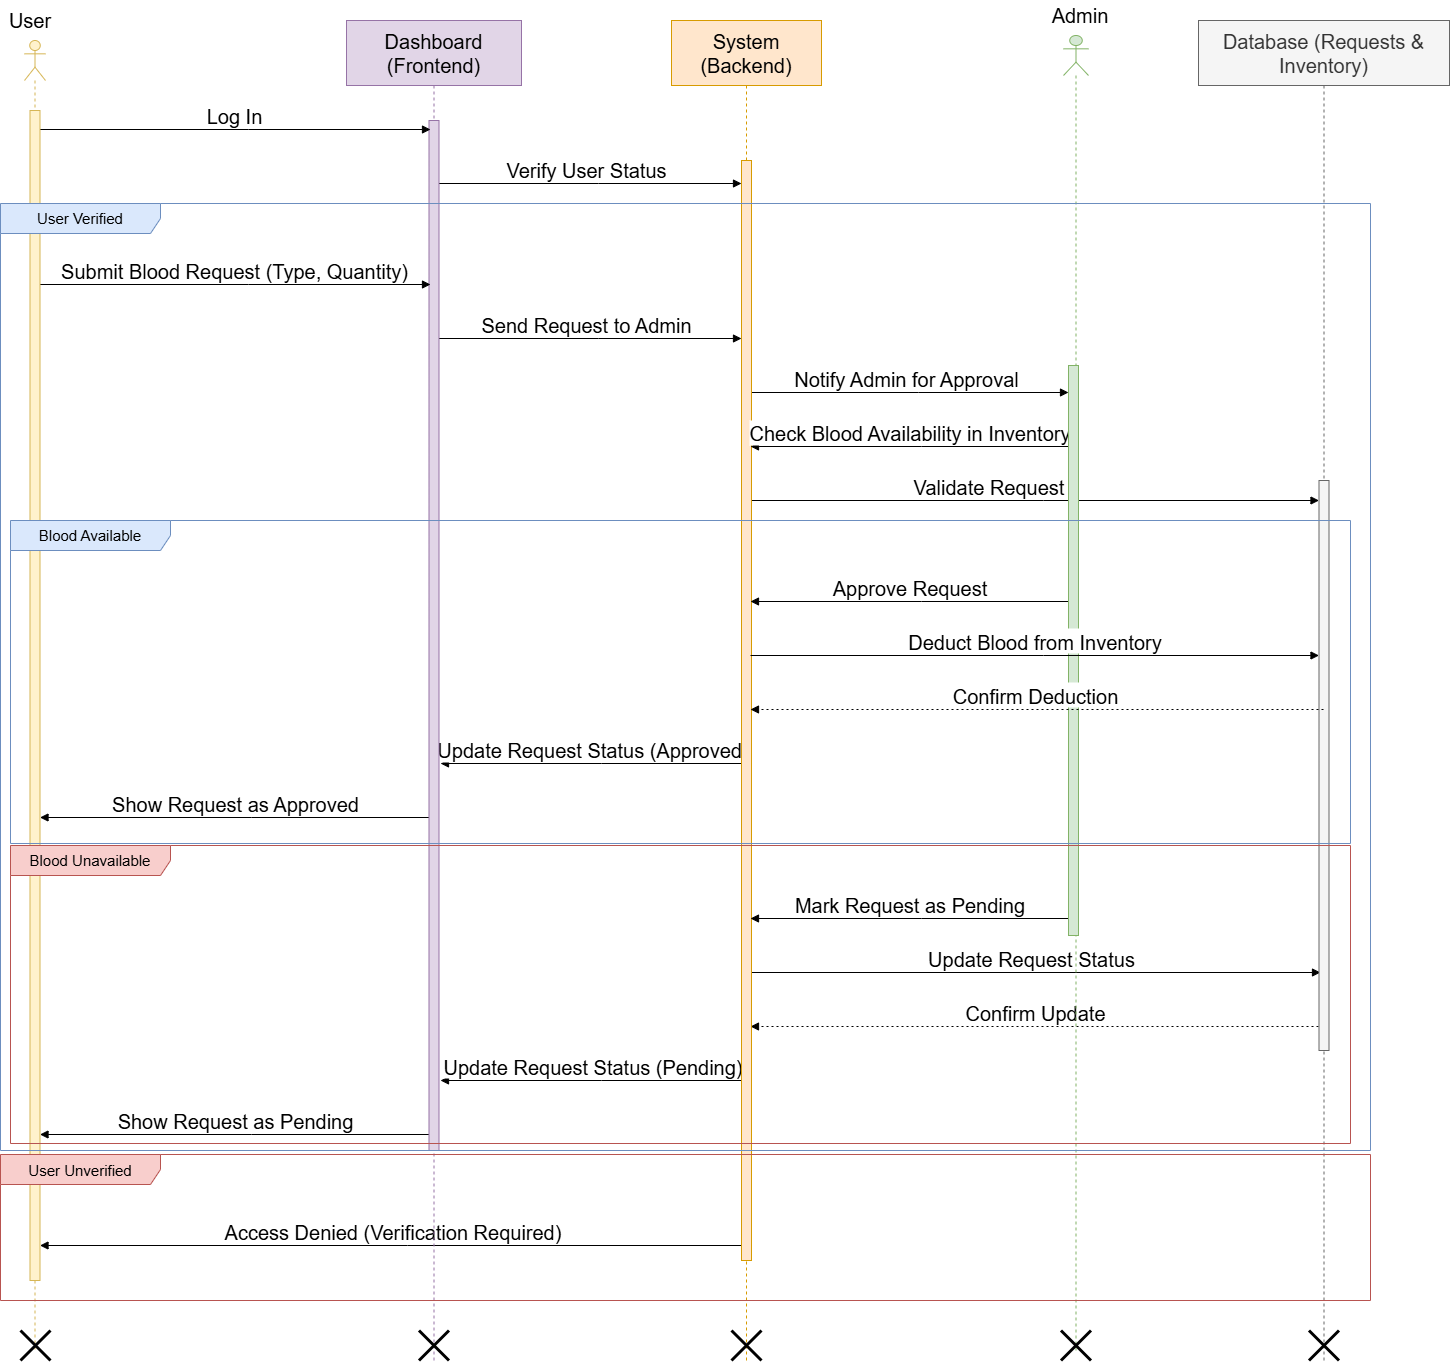 User
Dashboard
(Frontend)
System
(Backend)
Admin
Database (Requests &
Inventory)
Log In
Verify User Status
User Verified
Submit Blood Request (Type, Quantity)
Send Request to Admin
Notify Admin for Approval
Check Blood Availability in Inventory
Validate Request
Blood Available
Approve Request
Deduct Blood from Inventory
Confirm Deduction
Update Request Status (Approved
Show Request as Approved
Blood Unavailable
Mark Request as Pending
Update Request Status
Confirm Update
Update Request Status (Pending)
Show Request as Pending
User Unverified
Access Denied (Verification Required)